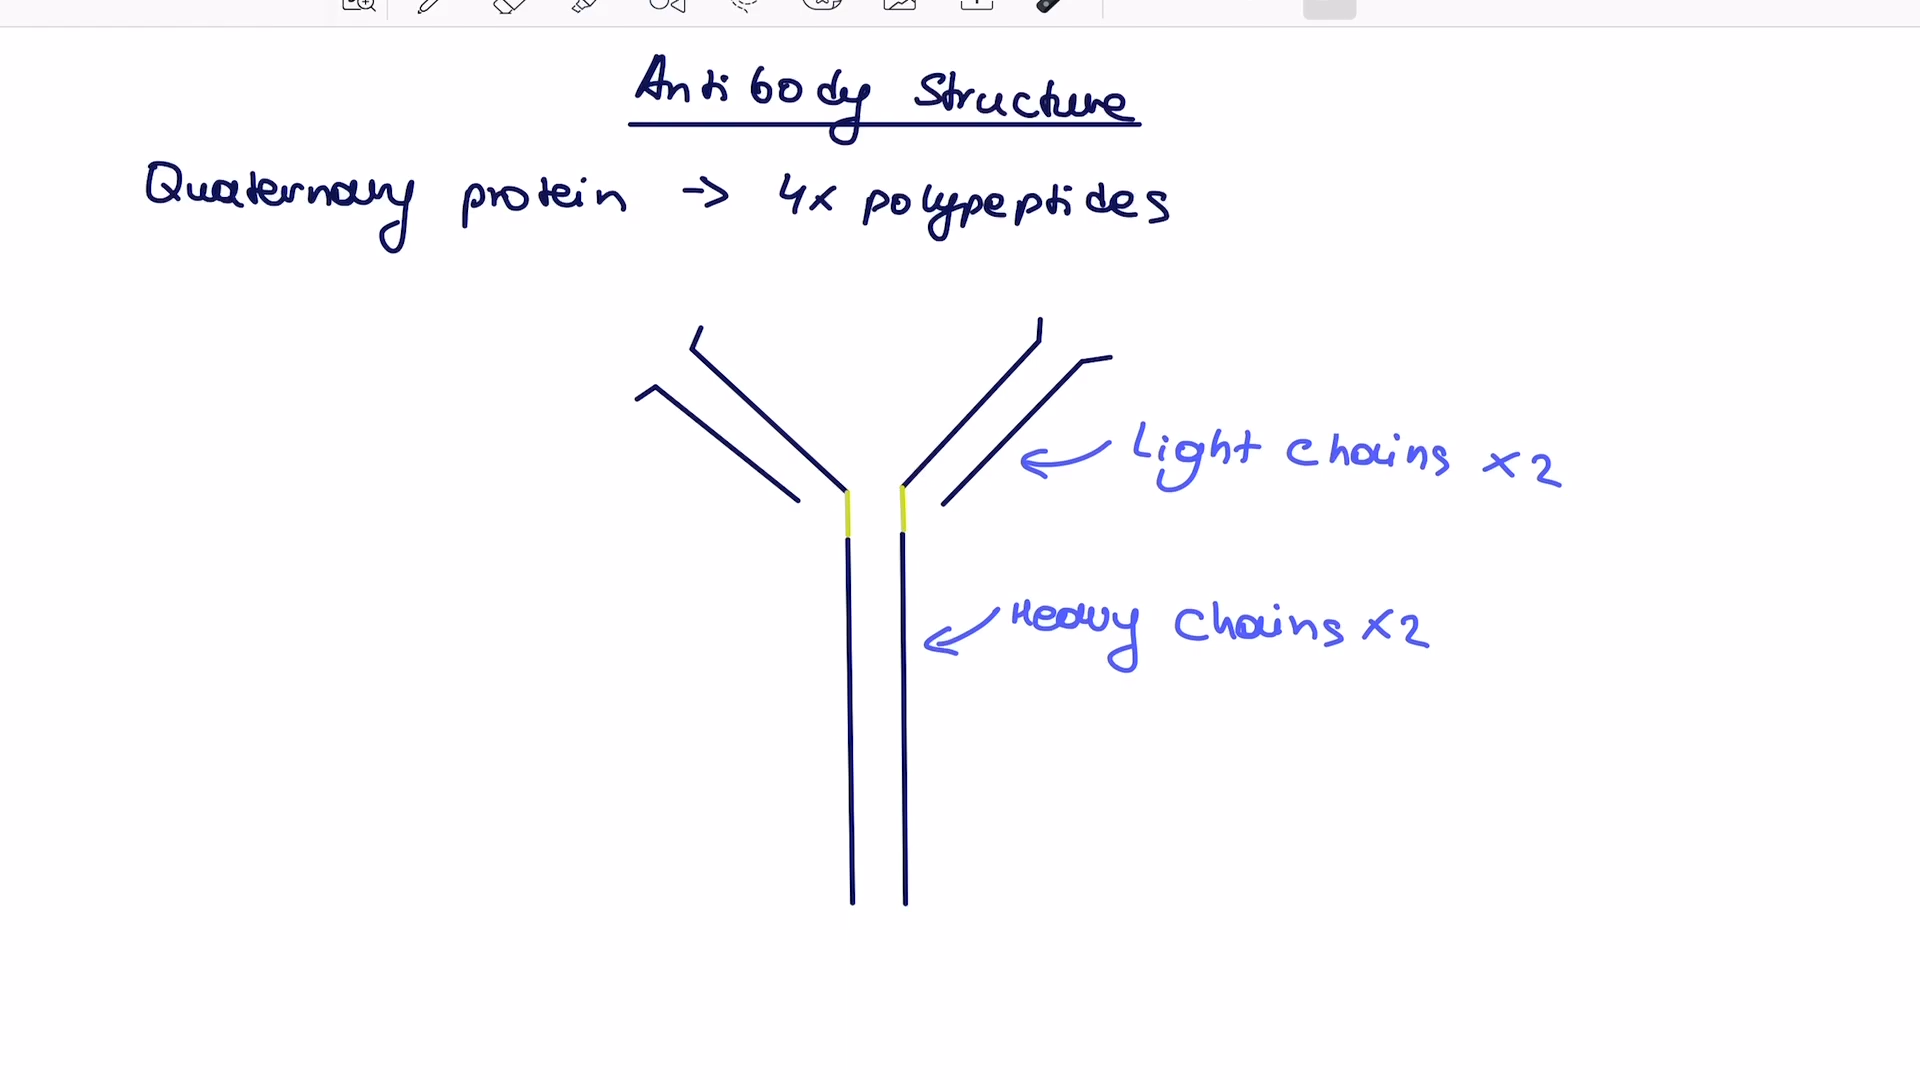 Antibody Structure
Quaternary protein → 4x polypeptides
Light chains x2
Heavy chains x2